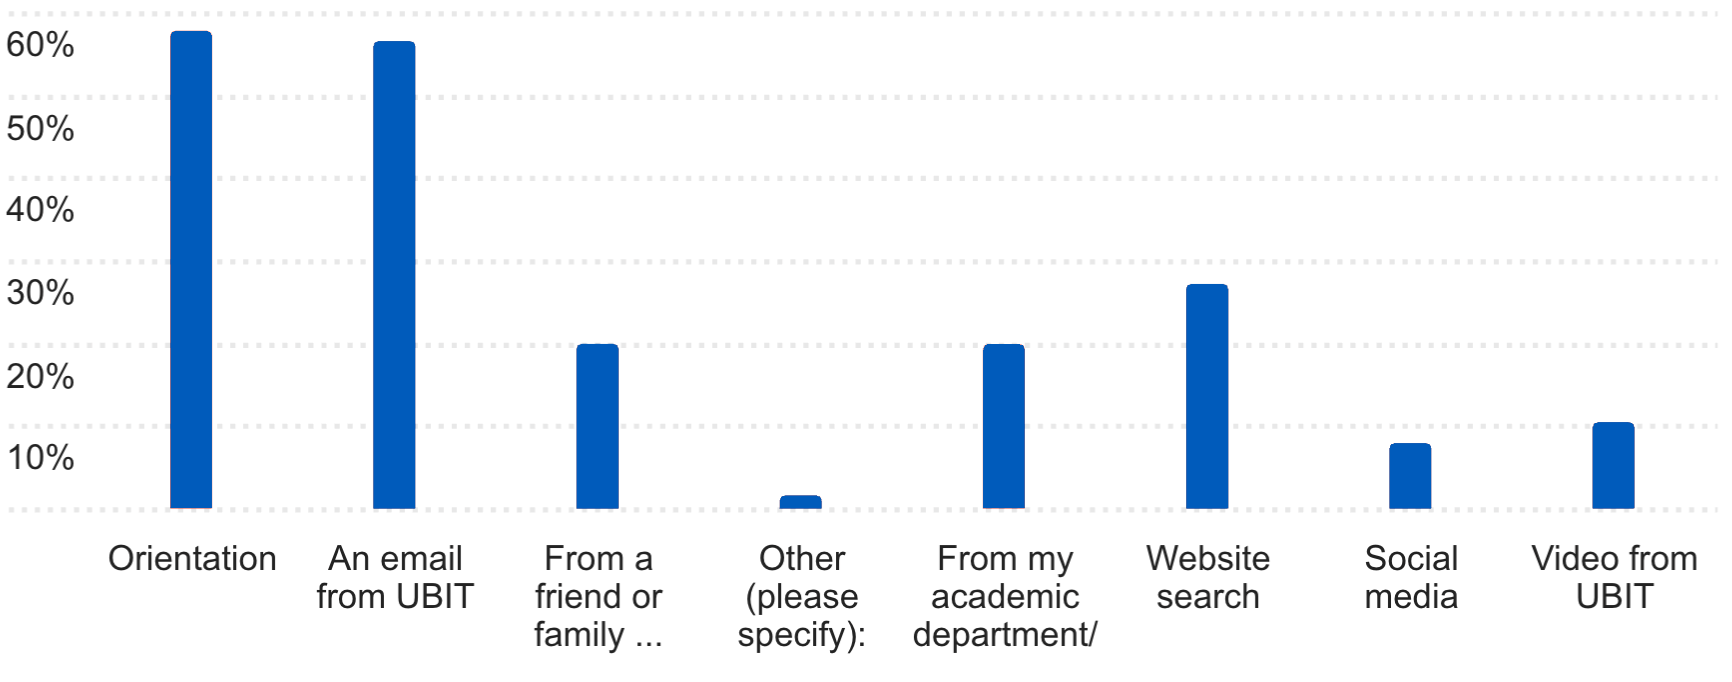 60%
50%
40%
30%
20%
10%
Orientation
An email
from UBIT
From a
friend or
family ...
Other
(please
specify):
From my
academic
department/
Website
search
Social
media
Video from
UBIT